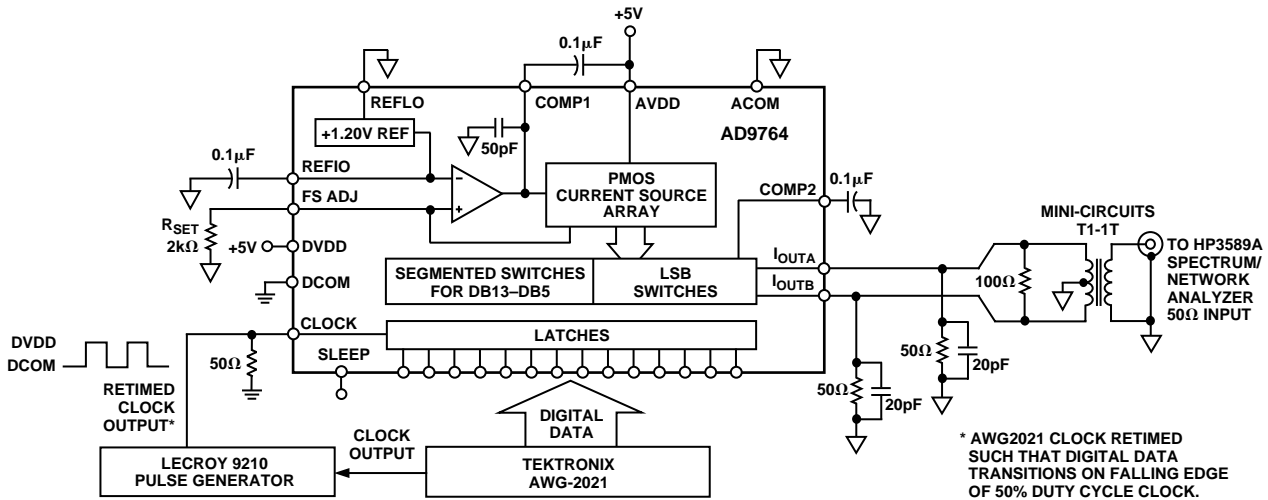 +5V
0.1µF
REFLO
COMP1
AVDD
ACOM
AD9764
+1.20V REF
50pF
0.1µF
REFIO
FS ADJ
PMOS
CURRENT SOURCE
ARRAY
COMP2
0.1µF
RSET
2kΩ
+5V
DVDD
DCOM
SEGMENTED SWITCHES
FOR DB13–DB5
LSB
SWITCHES
IOUTA
IOUTB
100Ω
MINI-CIRCUITS
T1-1T
TO HP3589A
SPECTRUM/
NETWORK
ANALYZER
50Ω INPUT
CLOCK
LATCHES
DVDD
DCOM
50Ω
SLEEP
RETIMED
CLOCK
OUTPUT*
50Ω
20pF
50Ω
20pF
DIGITAL
DATA
CLOCK
OUTPUT
LECROY 9210
PULSE GENERATOR
TEKTRONIX
AWG-2021
* AWG2021 CLOCK RETIMED
SUCH THAT DIGITAL DATA
TRANSITIONS ON FALLING EDGE
OF 50% DUTY CYCLE CLOCK.